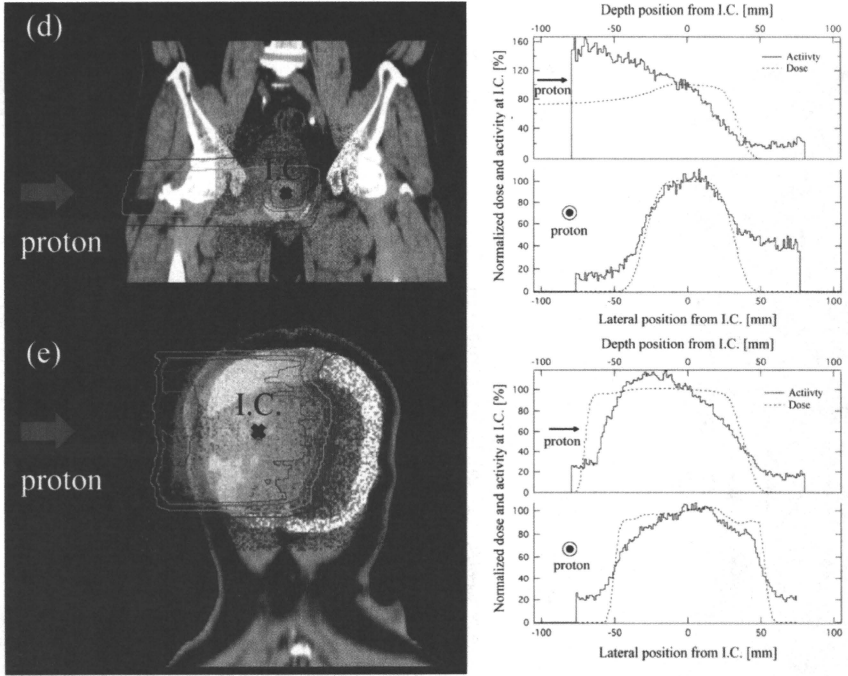 (d)
I.C.
proton
Depth position from I.C. [mm]
-100 -50 0 50 100
160
120
80
40
0
Actiivty
Dose
proton
100
80
60
40
20
0
proton
-100 -50 0 50 100
Lateral position from I.C. [mm]
Normalized dose and activity at I.C. [%]
(e)
I.C.
proton
Depth position from I.C. [mm]
-100 -50 0 50 100
100
80
60
40
20
0
Actiivty
Dose
proton
100
80
60
40
20
0
proton
-100 -50 0 50 100
Lateral position from I.C. [mm]
Normalized dose and activity at I.C. [%]